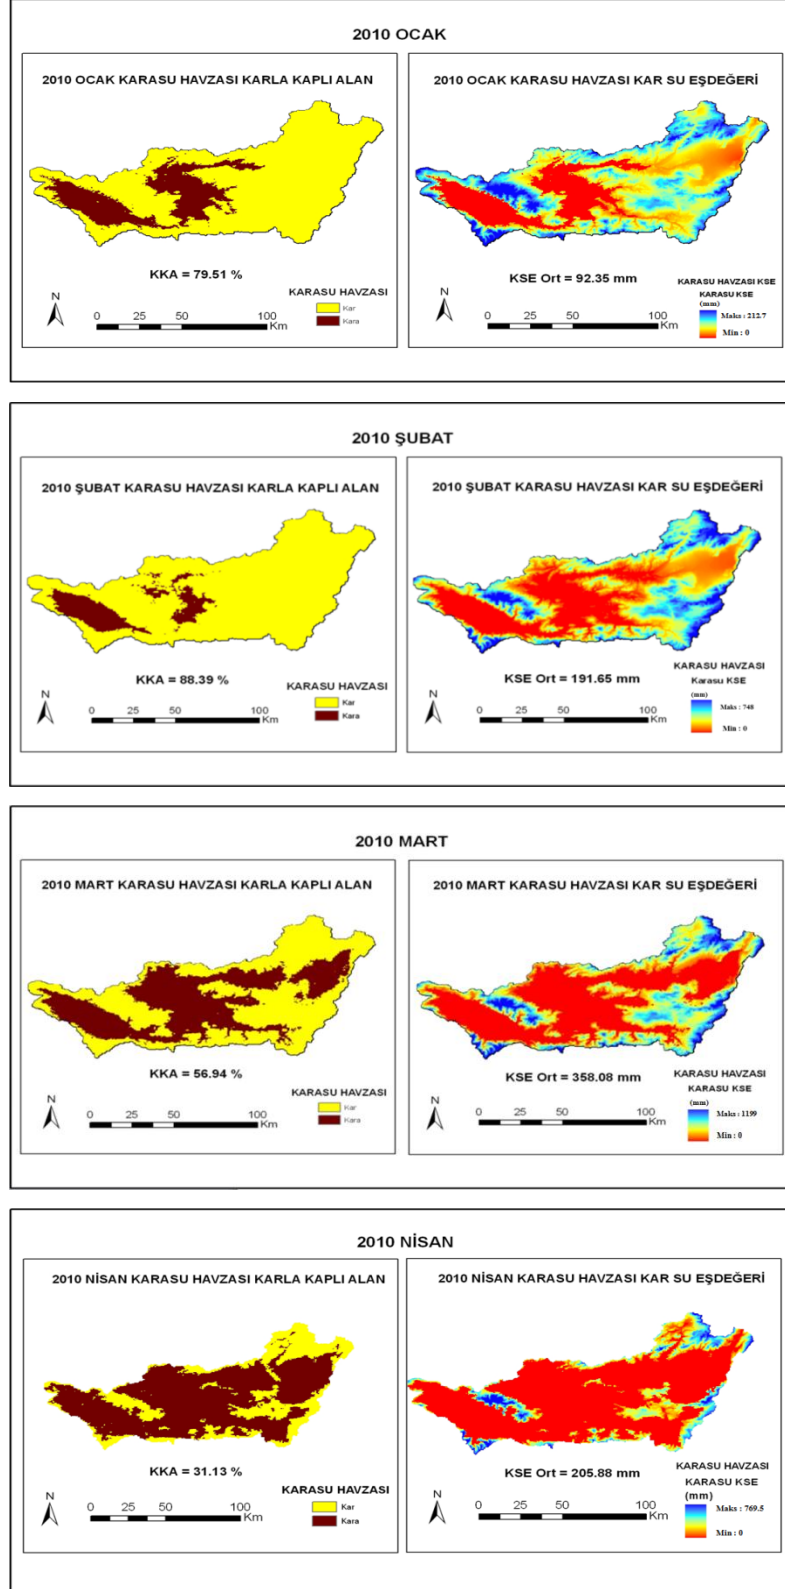 2010 OCAK
2010 OCAK KARASU HAVZASI KARLA KAPLI ALAN
KKA = 79.51 %
KARASU HAVZASI
Kar
Kara
N
0 25 50 100
Km
2010 OCAK KARASU HAVZASI KAR SU EŞDEĞERİ
KSE Ort = 92.35 mm
KARASU HAVZASI KSE
KARASU KSE
(mm)
Maks : 212.7
Min : 0
N
0 25 50 100
Km
2010 ŞUBAT
2010 ŞUBAT KARASU HAVZASI KARLA KAPLI ALAN
KKA = 88.39 %
KARASU HAVZASI
Kar
Kara
N
0 25 50 100
Km
2010 ŞUBAT KARASU HAVZASI KAR SU EŞDEĞERİ
KSE Ort = 191.65 mm
KARASU HAVZASI
Karasu KSE
(mm)
Maks : 748
Min : 0
N
0 25 50 100
Km
2010 MART
2010 MART KARASU HAVZASI KARLA KAPLI ALAN
KKA = 56.94 %
KARASU HAVZASI
Kar
Kara
N
0 25 50 100
Km
2010 MART KARASU HAVZASI KAR SU EŞDEĞERİ
KSE Ort = 358.08 mm
KARASU HAVZASI
KARASU KSE
(mm)
Maks : 1199
Min : 0
N
0 25 50 100
Km
2010 NİSAN
2010 NİSAN KARASU HAVZASI KARLA KAPLI ALAN
KKA = 31.13 %
KARASU HAVZASI
Kar
Kara
N
0 25 50 100
Km
2010 NİSAN KARASU HAVZASI KAR SU EŞDEĞERİ
KSE Ort = 205.88 mm
KARASU HAVZASI
KARASU KSE
(mm)
Maks : 769.5
Min : 0
N
0 25 50 100
Km